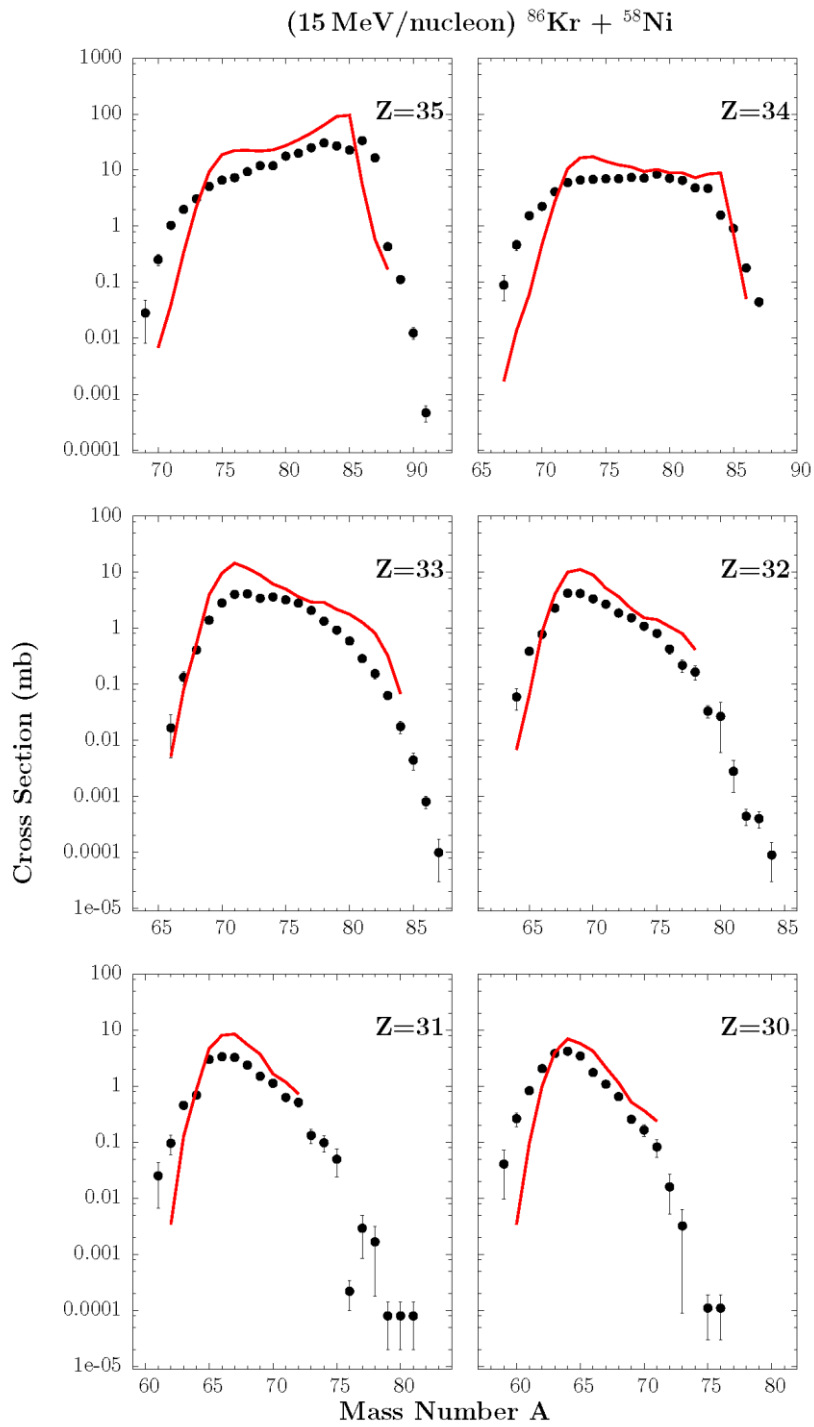 (15 MeV/nucleon) ⁸⁶Kr + ⁵⁸Ni
1000
100
10
1
0.1
0.01
0.001
0.0001
Z=35
70 75 80 85 90
Z=34
65 70 75 80 85 90
100
10
1
0.1
0.01
0.001
0.0001
1e-05
Z=33
65 70 75 80 85
Z=32
65 70 75 80 85
Cross Section (mb)
100
10
1
0.1
0.01
0.001
0.0001
1e-05
Z=31
60 65 70 75 80
Z=30
60 65 70 75 80
Mass Number A